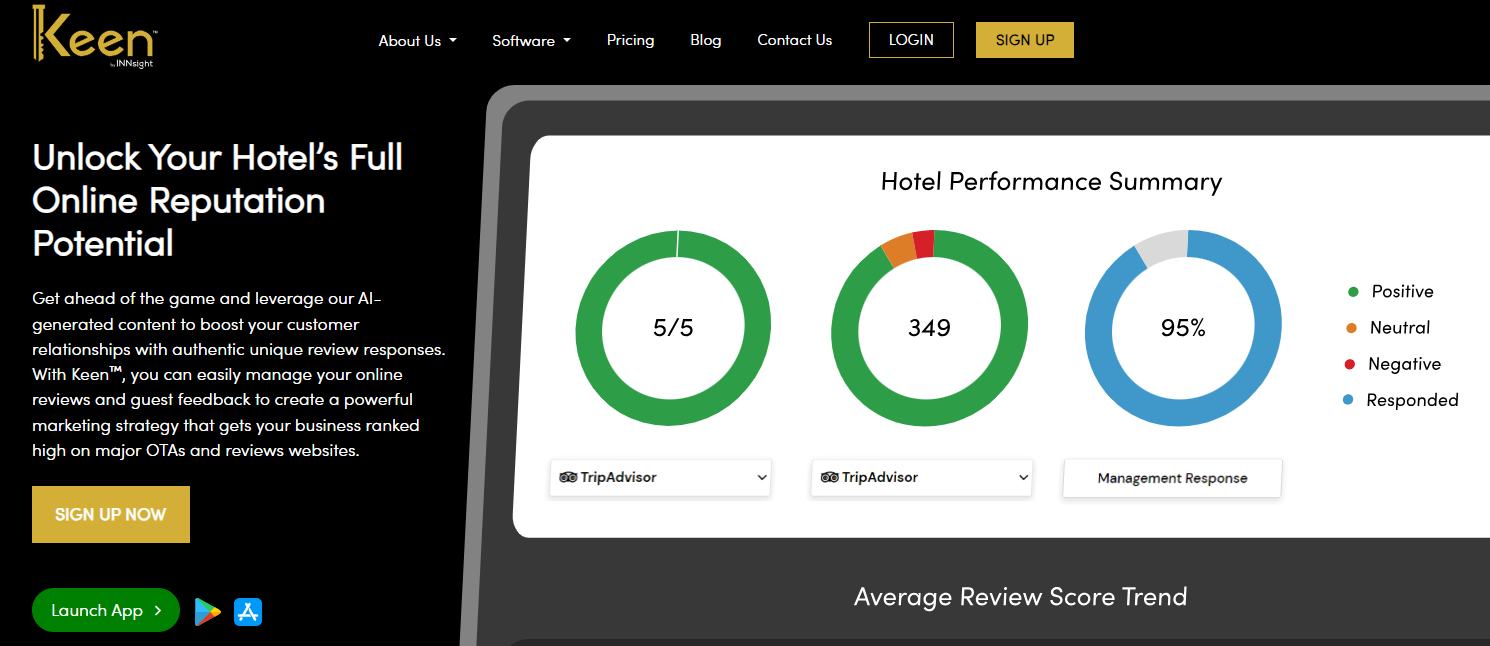 Keen™
by INNsight
About Us
Software
Pricing
Blog
Contact Us
LOGIN
SIGN UP
Unlock Your Hotel’s Full
Online Reputation
Potential
Get ahead of the game and leverage our AI-
generated content to boost your customer
relationships with authentic unique review responses.
With Keen™, you can easily manage your online
reviews and guest feedback to create a powerful
marketing strategy that gets your business ranked
high on major OTAs and reviews websites.
SIGN UP NOW
Launch App
Hotel Performance Summary
5/5
349
95%
Positive
Neutral
Negative
Responded
TripAdvisor
TripAdvisor
Management Response
Average Review Score Trend